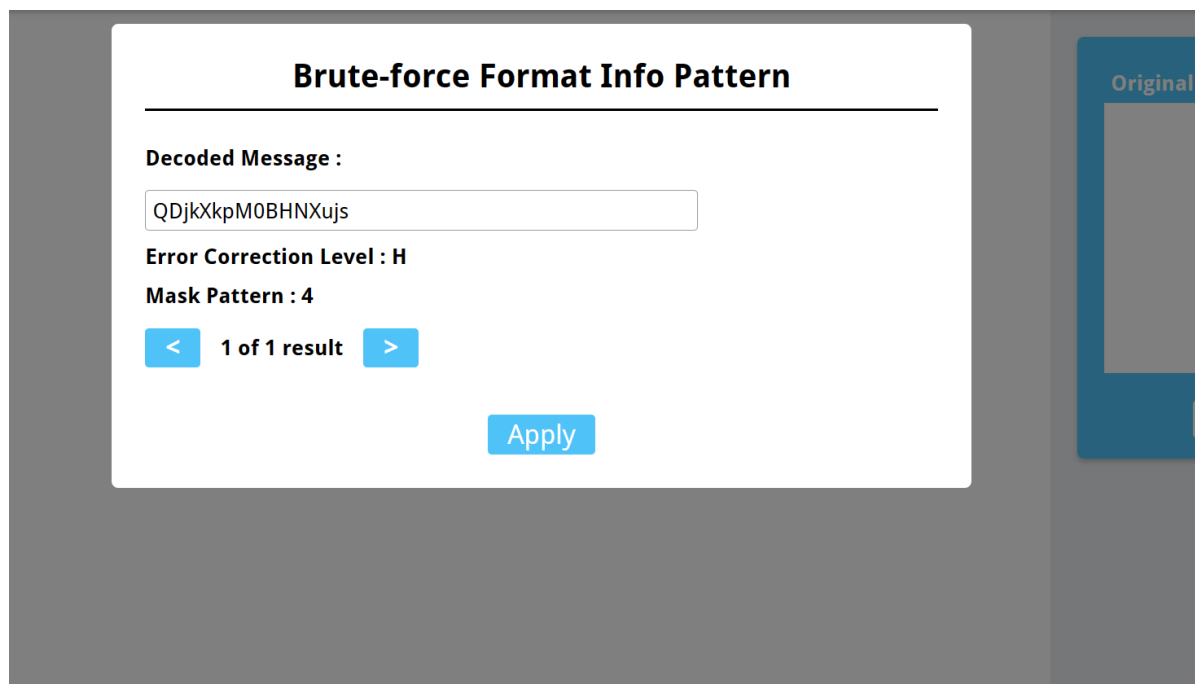 Brute-force Format Info Pattern
Original
Decoded Message :
QDjkXkpM0BHNXujs
Error Correction Level : H
Mask Pattern : 4
< 1 of 1 result >
Apply